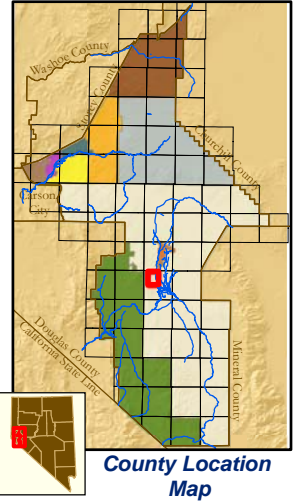 Washoe County
Storey County
Churchill County
Carson
City
Douglas County
California State Line
Mineral County
County Location
Map